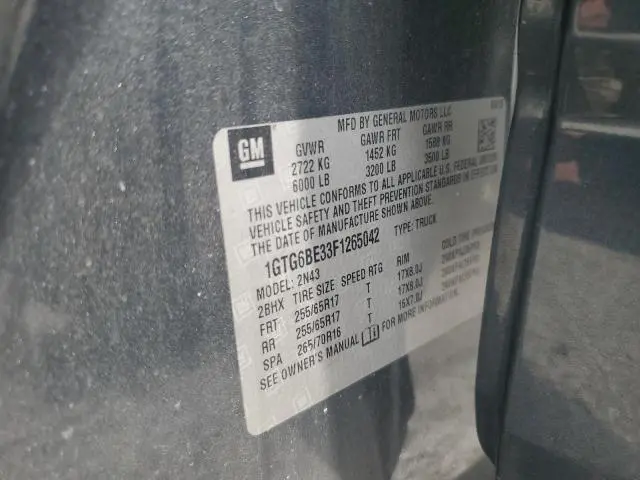 MFD BY GENERAL MOTORS LLC
GM
GVWR GAWR FRT GAWR RR
2722 KG 1452 KG 1588 KG
6000 LB 3200 LB 3500 LB
THIS VEHICLE CONFORMS TO ALL APPLICABLE U.S. FEDERAL
VEHICLE SAFETY AND THEFT PREVENTION STANDARDS IN EFFECT ON
THE DATE OF MANUFACTURE SHOWN ABOVE.
1GTG6BE33F1265042 TYPE: TRUCK
MODEL: 2N43
2BHX TIRE SIZE SPEED RTG RIM COLD TIRE
FRT 255/65R17 T 17X8.0J
RR 255/65R17 T 17X8.0J
SPA 265/70R16 T 16X7.0J
SEE OWNER'S MANUAL FOR MORE INFORMATION